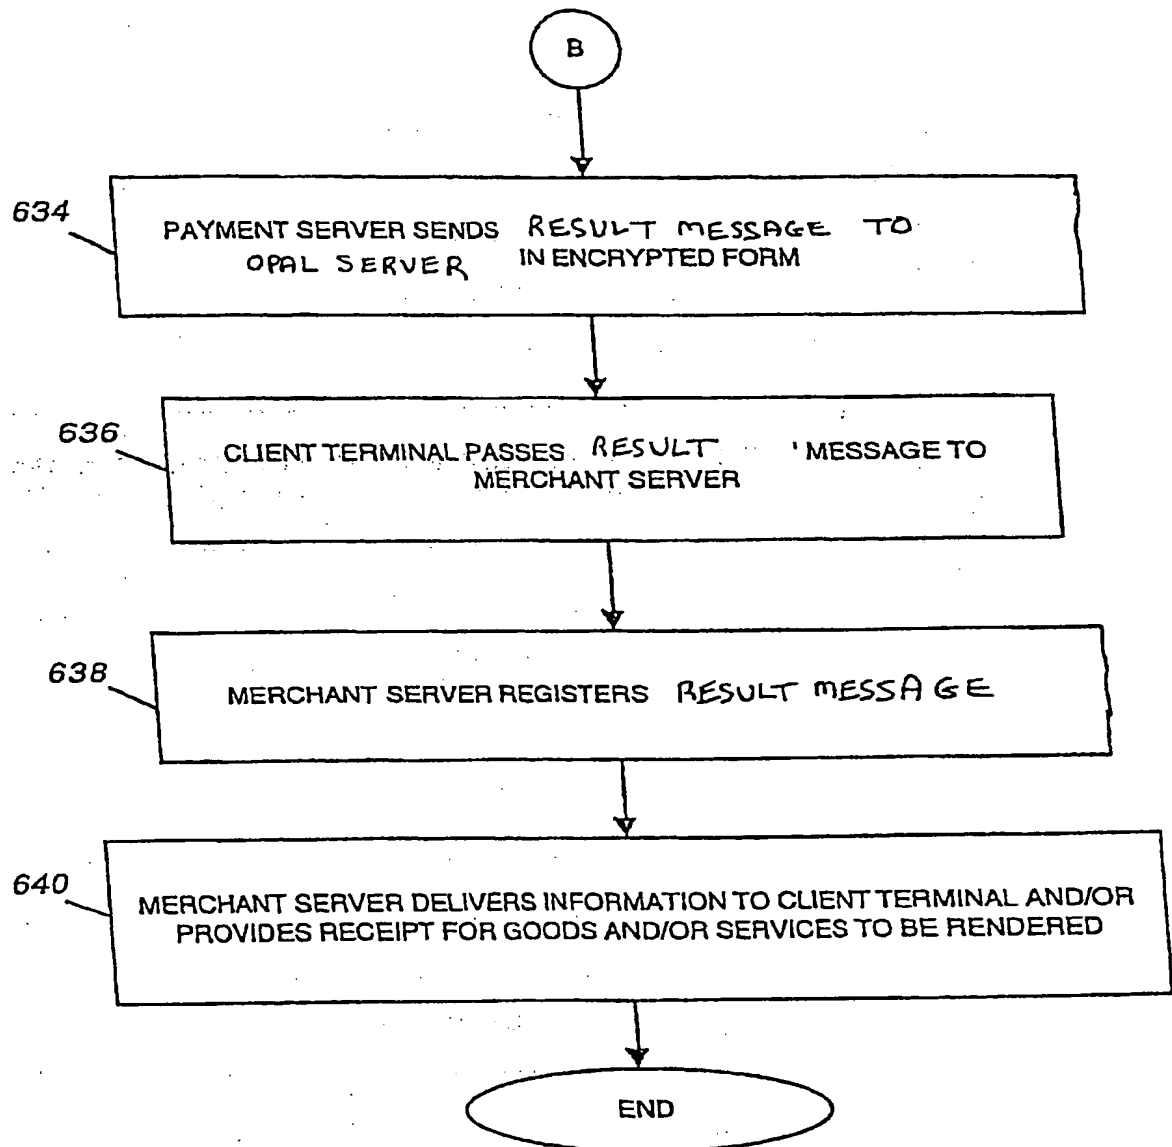 B
634
PAYMENT SERVER SENDS RESULT MESSAGE TO
OPAL SERVER IN ENCRYPTED FORM
636
CLIENT TERMINAL PASSES RESULT 'MESSAGE TO
MERCHANT SERVER
638
MERCHANT SERVER REGISTERS RESULT MESSAGE
640
MERCHANT SERVER DELIVERS INFORMATION TO CLIENT TERMINAL AND/OR
PROVIDES RECEIPT FOR GOODS AND/OR SERVICES TO BE RENDERED
END